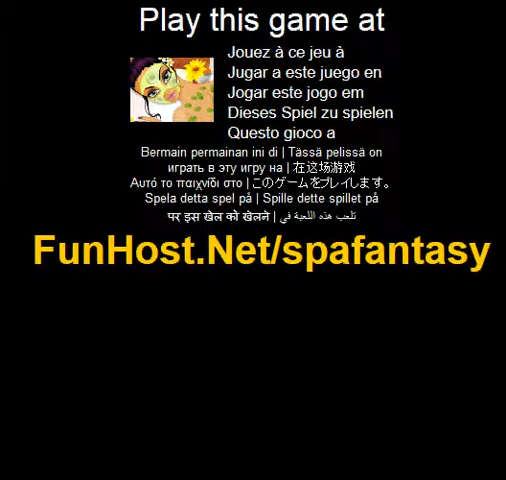 Play this game at
Jouez à ce jeu à
Jugar a este juego en
Jogar este jogo em
Dieses Spiel zu spielen
Questo gioco a
Bermain permainan ini di | Tässä pelissä on
играть в эту игру на | 在这场游戏
Αυτό το παιχνίδι στο | このゲームをプレイします。
Spela detta spel på | Spille dette spillet på
पर इस खेल को खेलने | تلعب هذه اللعبة في
FunHost.Net/spafantasy